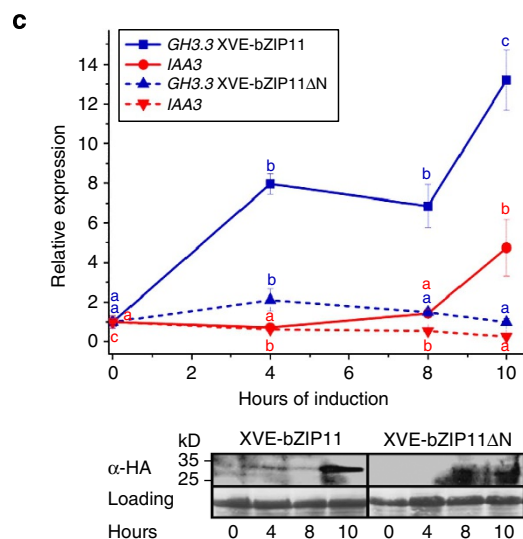 c
GH3.3 XVE-bZIP11
IAA3
GH3.3 XVE-bZIP11ΔN
IAA3
Relative expression
14
12
10
8
6
4
2
0
c
b
b
b
b
a
a
a
a
a
a
a
c
b
b
a
0 2 4 6 8 10
Hours of induction
kD XVE-bZIP11 XVE-bZIP11ΔN
α-HA 35
25
Loading
Hours 0 4 8 10 0 4 8 10